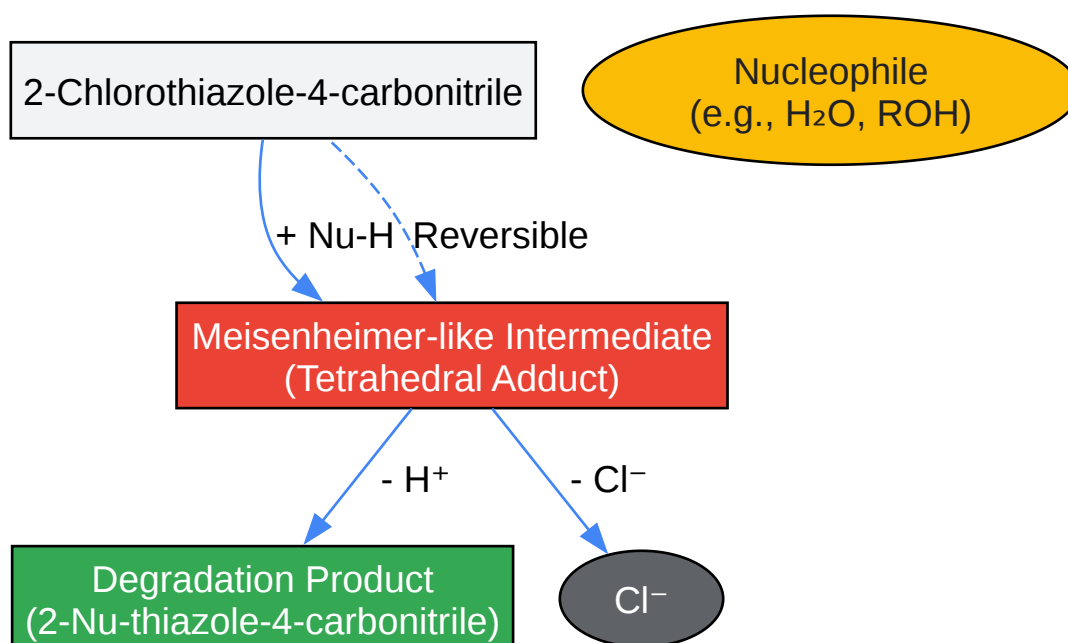 2-Chlorothiazole-4-carbonitrile
Nucleophile
(e.g., H₂O, ROH)
+ Nu-H
Reversible
Meisenheimer-like Intermediate
(Tetrahedral Adduct)
- H⁺
- Cl⁻
Degradation Product
(2-Nu-thiazole-4-carbonitrile)
Cl⁻